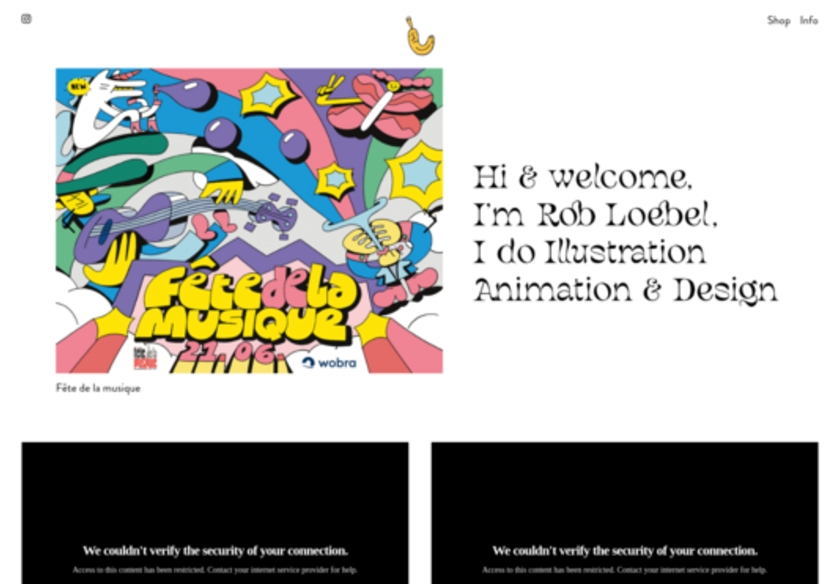 Shop Info
NEW
Fête de la
musique
21. 06.
wobra
Hi & welcome,
I'm Rob Loebel,
I do Illustration
Animation & Design
Fête de la musique
We couldn't verify the security of your connection.
Access to this content has been restricted. Contact your internet service provider for help.
We couldn't verify the security of your connection.
Access to this content has been restricted. Contact your internet service provider for help.